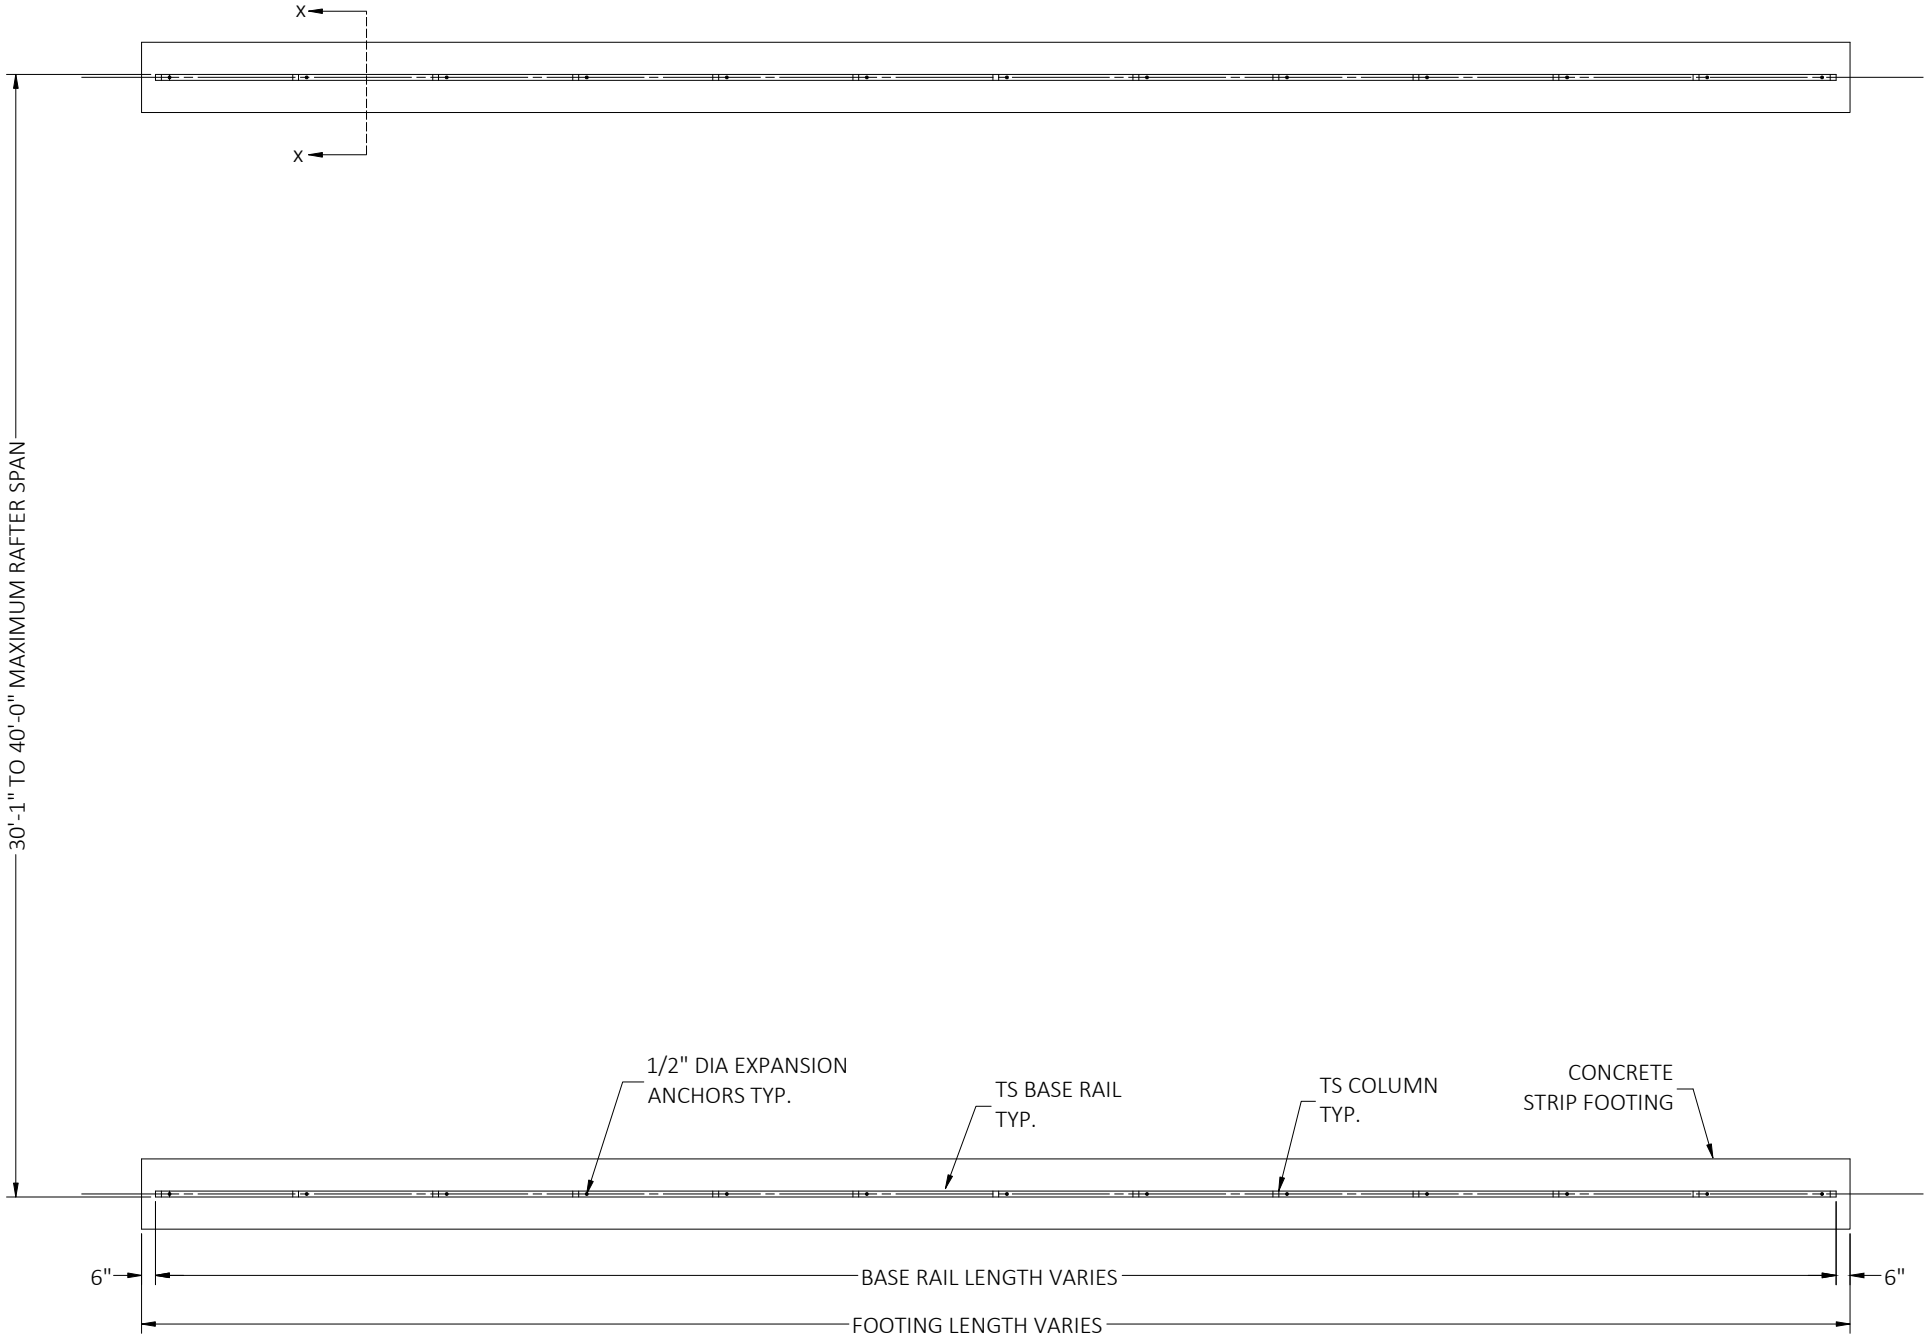 X
X
30'-1" TO 40'-0" MAXIMUM RAFTER SPAN
1/2" DIA EXPANSION
ANCHORS TYP.
TS BASE RAIL
TYP.
TS COLUMN
TYP.
CONCRETE
STRIP FOOTING
6"
BASE RAIL LENGTH VARIES
6"
FOOTING LENGTH VARIES